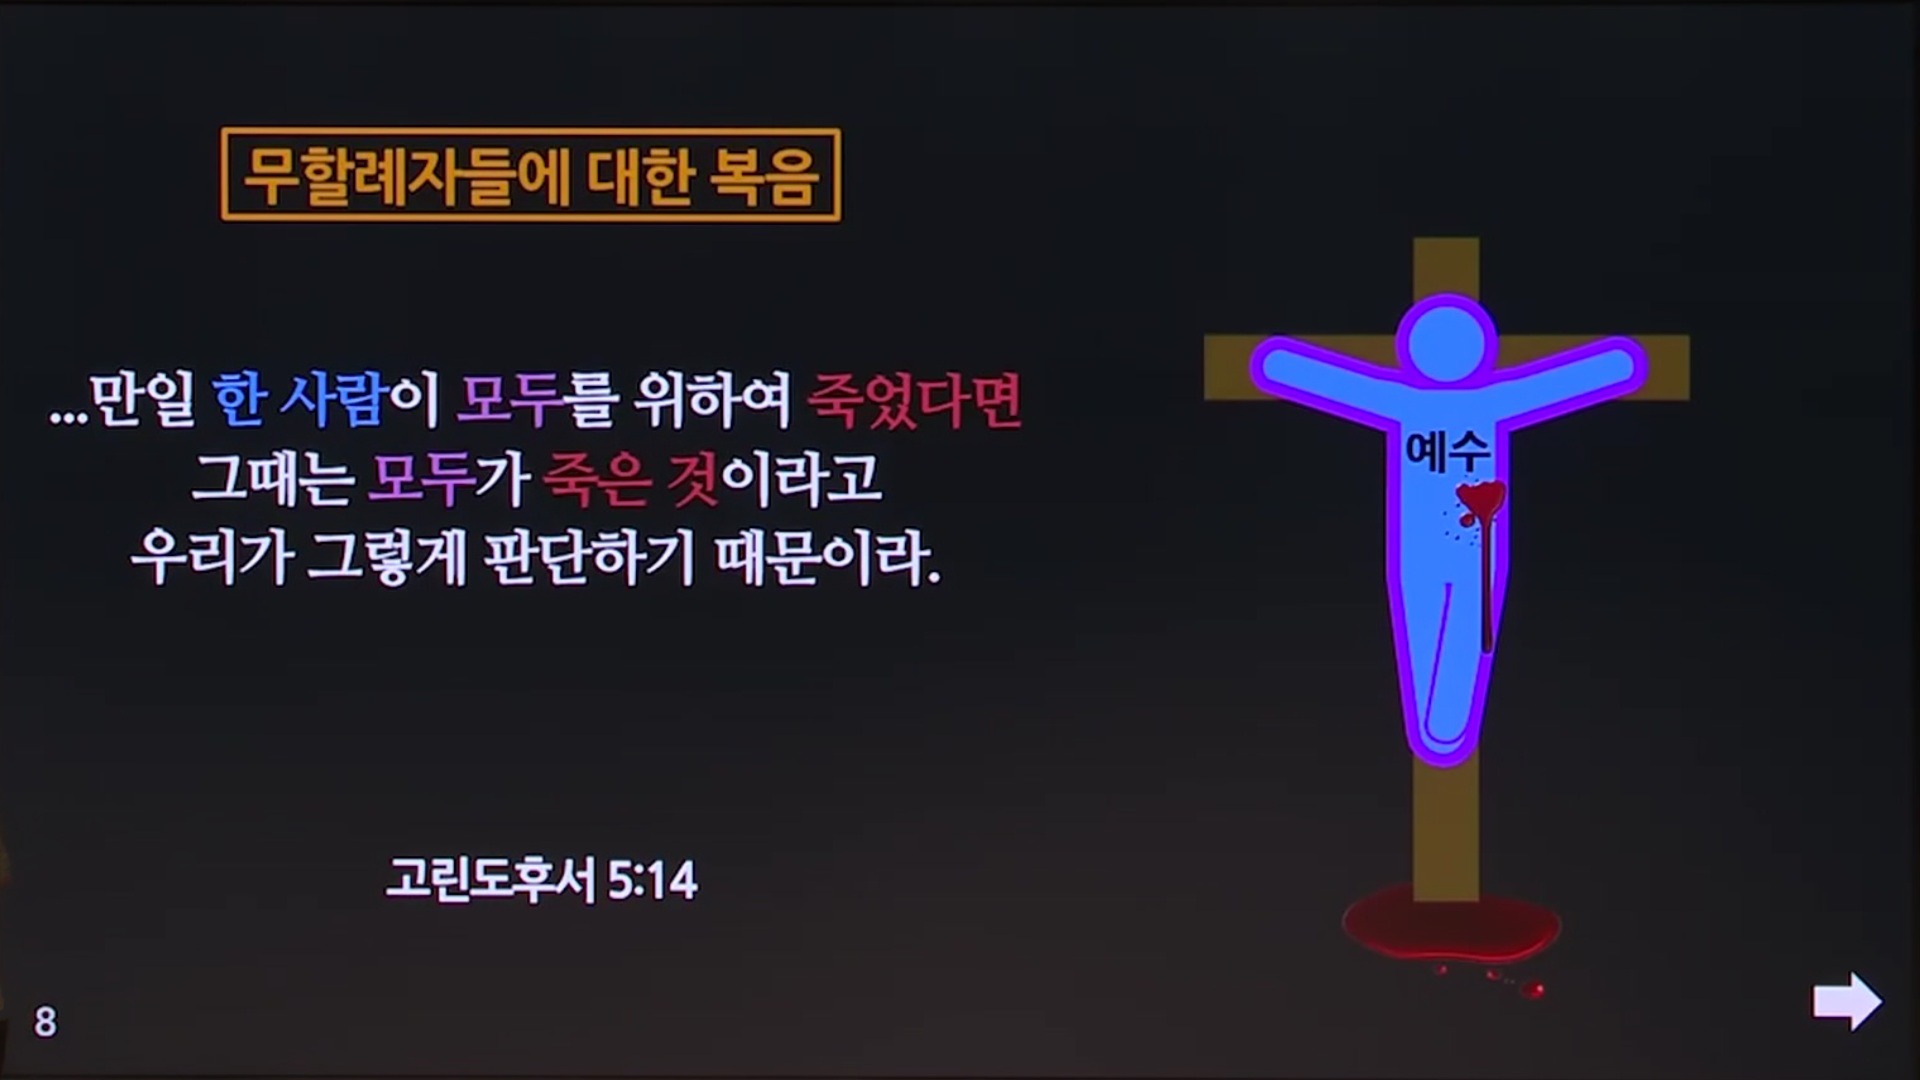 무할례자들에 대한 복음
...만일 한 사람이 모두를 위하여 죽었다면
그때는 모두가 죽은 것이라고
우리가 그렇게 판단하기 때문이라.
고린도후서 5:14
예수
8